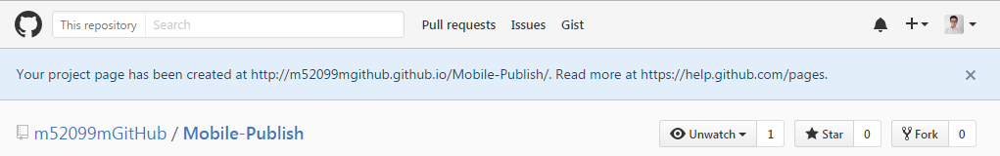 This repository Search Pull requests Issues Gist
Your project page has been created at http://m52099mgithub.github.io/Mobile-Publish/. Read more at https://help.github.com/pages.
m52099mGitHub / Mobile-Publish Unwatch 1 Star 0 Fork 0